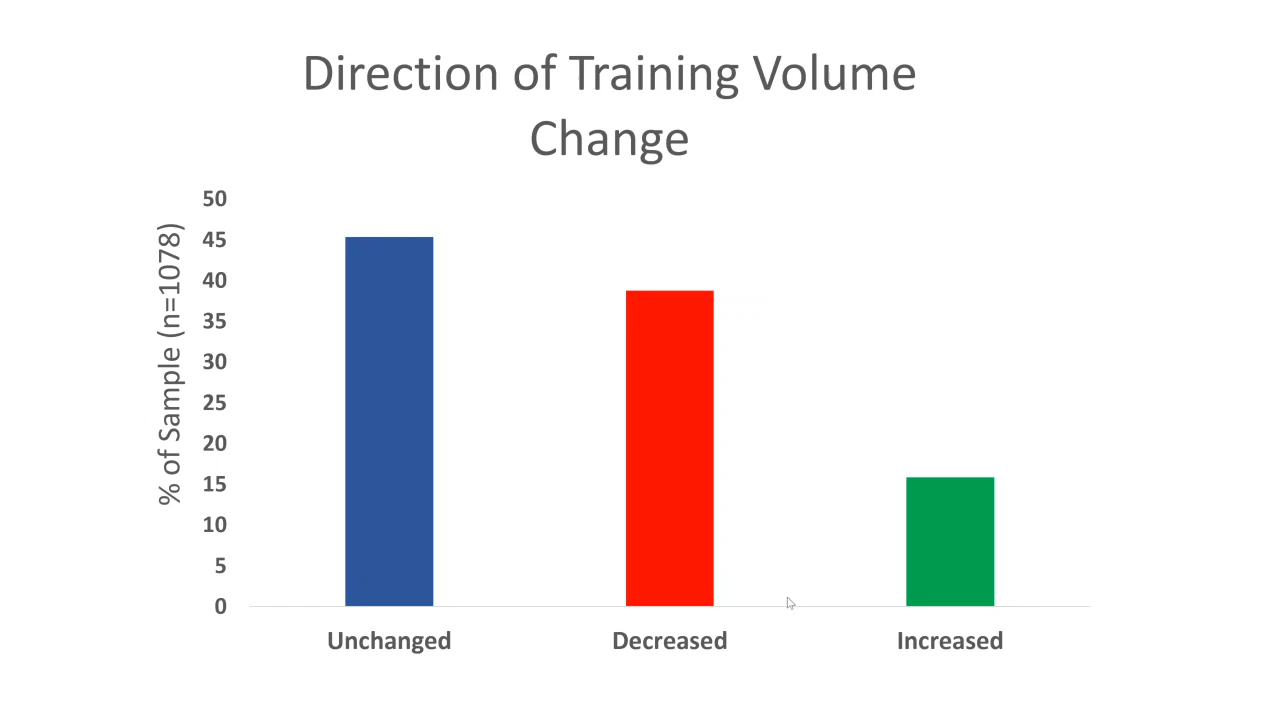 Direction of Training Volume
Change
% of Sample (n=1078)
50
45
40
35
30
25
20
15
10
5
0
Unchanged
Decreased
Increased